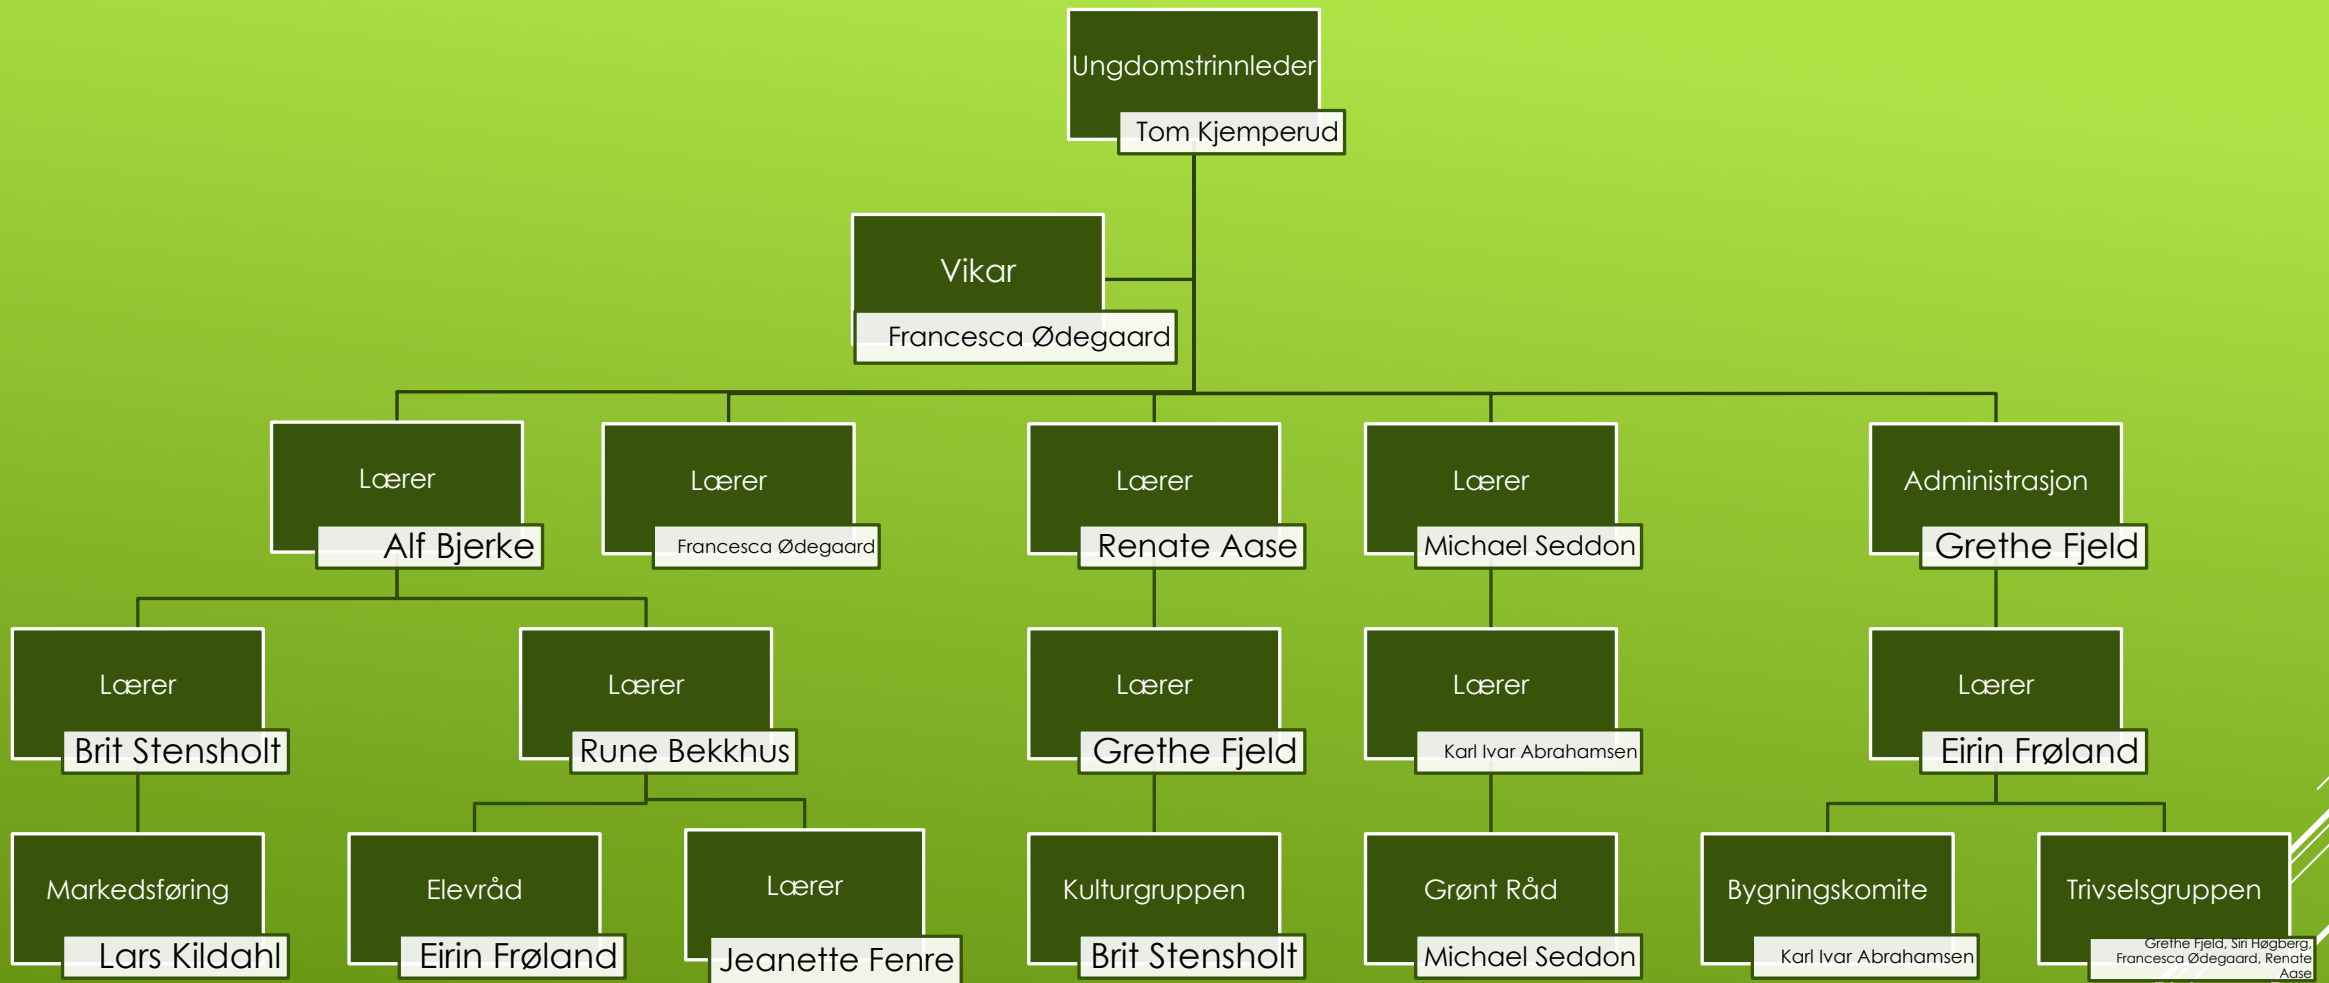 Ungdomstrinnleder
Tom Kjemperud
Vikar
Francesca Ødegaard
Lærer
Alf Bjerke
Lærer
Francesca Ødegaard
Lærer
Renate Aase
Lærer
Michael Seddon
Administrasjon
Grethe Fjeld
Lærer
Brit Stensholt
Lærer
Rune Bekkhus
Lærer
Grethe Fjeld
Lærer
Karl Ivar Abrahamsen
Lærer
Eirin Frøland
Markedsføring
Lars Kildahl
Elevråd
Eirin Frøland
Lærer
Jeanette Fenre
Kulturgruppen
Brit Stensholt
Grønt Råd
Michael Seddon
Bygningskomite
Karl Ivar Abrahamsen
Trivselsgruppen
Grethe Fjeld, Siri Høgberg,
Francesca Ødegaard, Renate
Aase